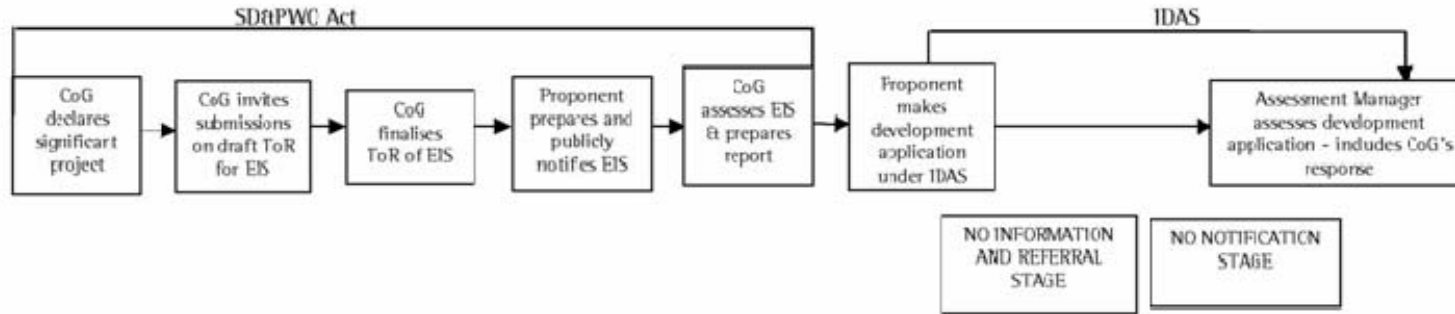 SD&PWO Act
IDAS
CoG
declares
significant
project
CoG invites
submissions
on draft ToR
for EIS
CoG
finalises
ToR of EIS
Proponent
prepares and
publicly
notifies EIS
CoG
assesses EIS
& prepares
report
Proponent
makes
development
application
under IDAS
Assessment Manager
assesses development
application - includes CoG's
response
NO INFORMATION
AND REFERRAL
STAGE
NO NOTIFICATION
STAGE